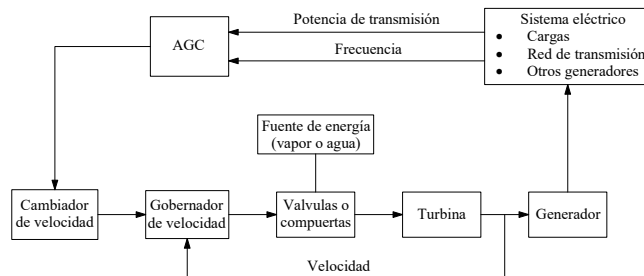 Potencia de transmisión
Frecuencia
AGC
Sistema eléctrico
• Cargas
• Red de transmisión
• Otros generadores
Fuente de energía
(vapor o agua)
Cambiador
de velocidad
Gobernador
de velocidad
Valvulas o
compuertas
Turbina
Generador
Velocidad